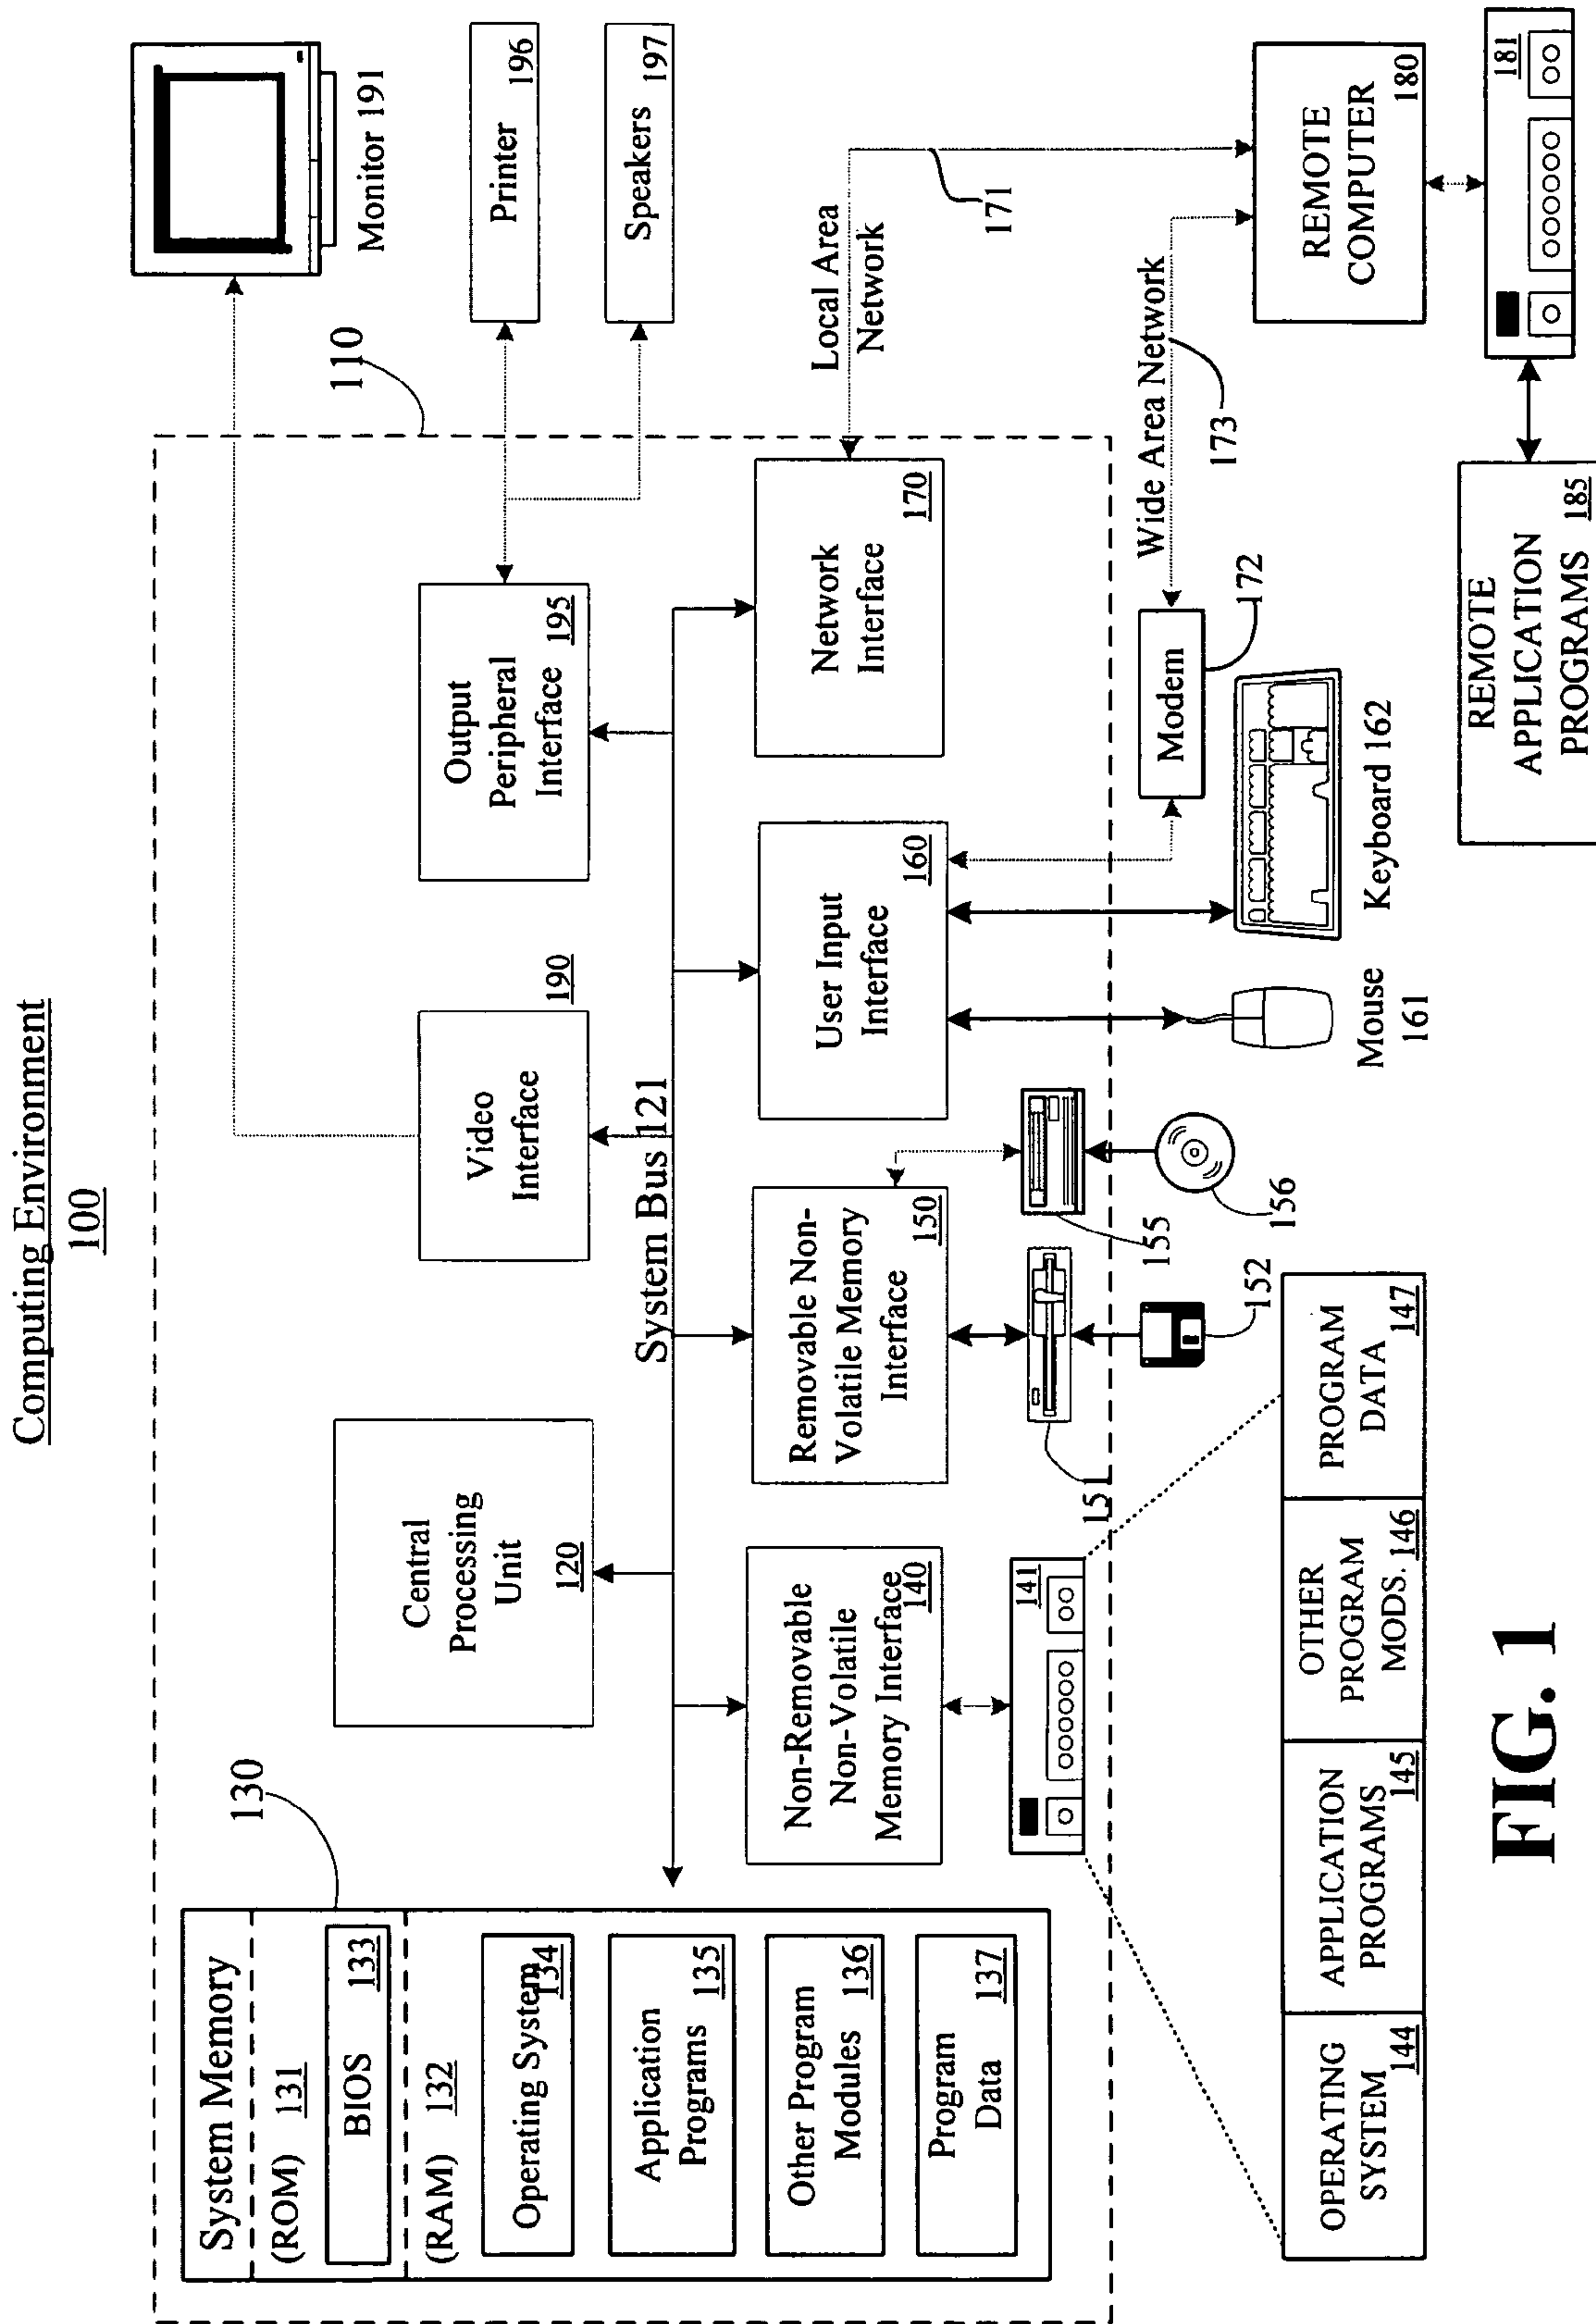 Computing Environment
100
System Memory
(ROM) 131
BIOS 133
(RAM) 132
Operating System
134
Application
Programs 135
Other Program
Modules 136
Program
Data 137
130
Central
Processing
Unit
120
Video
Interface
190
Output
Peripheral
Interface 195
110
Monitor 191
Printer
196
Speakers
197
System Bus 121
Non-Removable
Non-Volatile
Memory Interface
140
Removable Non-
Volatile Memory
Interface
150
User Input
Interface
160
Network
Interface
170
Local Area
Network
171
141
151
152
155
156
Mouse
161
Keyboard 162
Modem
172
Wide Area Network
173
REMOTE
COMPUTER
180
181
REMOTE
APPLICATION
PROGRAMS 185
OPERATING
SYSTEM 144
APPLICATION
PROGRAMS
145
OTHER
PROGRAM
MODS. 146
PROGRAM
DATA
147
FIG. 1